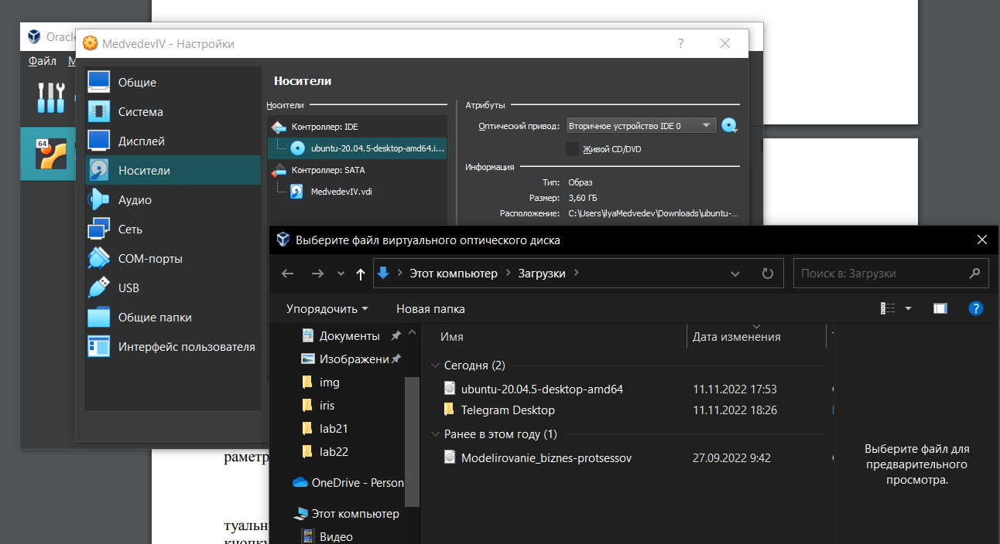 Oracle
MedvedevIV - Настройки
?
Файл
64
Общие
Система
Дисплей
Носители
Аудио
Сеть
COM-порты
USB
Общие папки
Интерфейс пользователя
Носители
Носители
Контроллер: IDE
ubuntu-20.04.5-desktop-amd64.i...
Контроллер: SATA
MedvedevIV.vdi
Атрибуты
Оптический привод: Вторичное устройство IDE 0
Живой CD/DVD
Информация
Тип: Образ
Размер: 3,60 ГБ
Расположение: C:\Users\ilyaMedvedev\Downloads\ubuntu-...
Выберите файл виртуального оптического диска
Этот компьютер Загрузки
Поиск в: Загрузки
Упорядочить Новая папка
?
Документы
Изображени
img
iris
lab21
lab22
OneDrive - Person
Этот компьютер
Видео
Имя Дата изменения
Сегодня (2)
ubuntu-20.04.5-desktop-amd64 11.11.2022 17:53
Telegram Desktop 11.11.2022 18:26
Ранее в этом году (1)
Modelirovanie_biznes-protsessov 27.09.2022 9:42
Выберите файл для
предварительного
просмотра.
раметр
туальн
кнопку